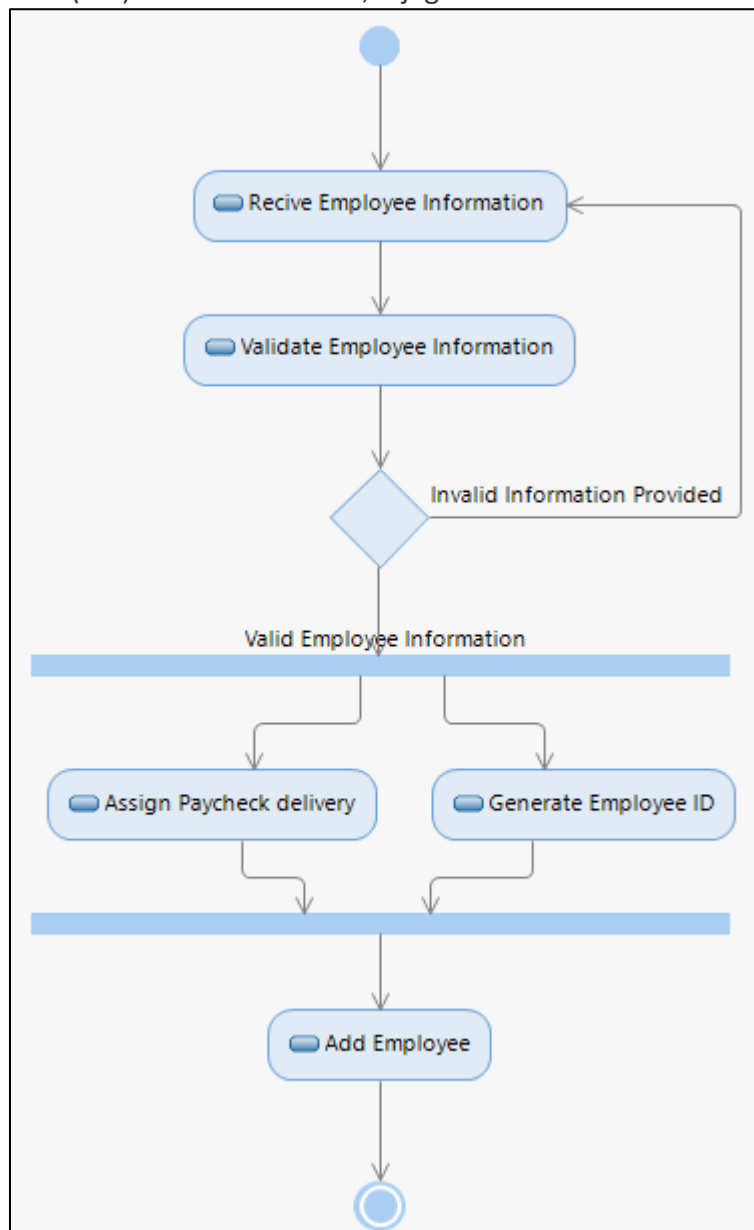 Recive Employee Information
Validate Employee Information
Invalid Information Provided
Valid Employee Information
Assign Paycheck delivery
Generate Employee ID
Add Employee